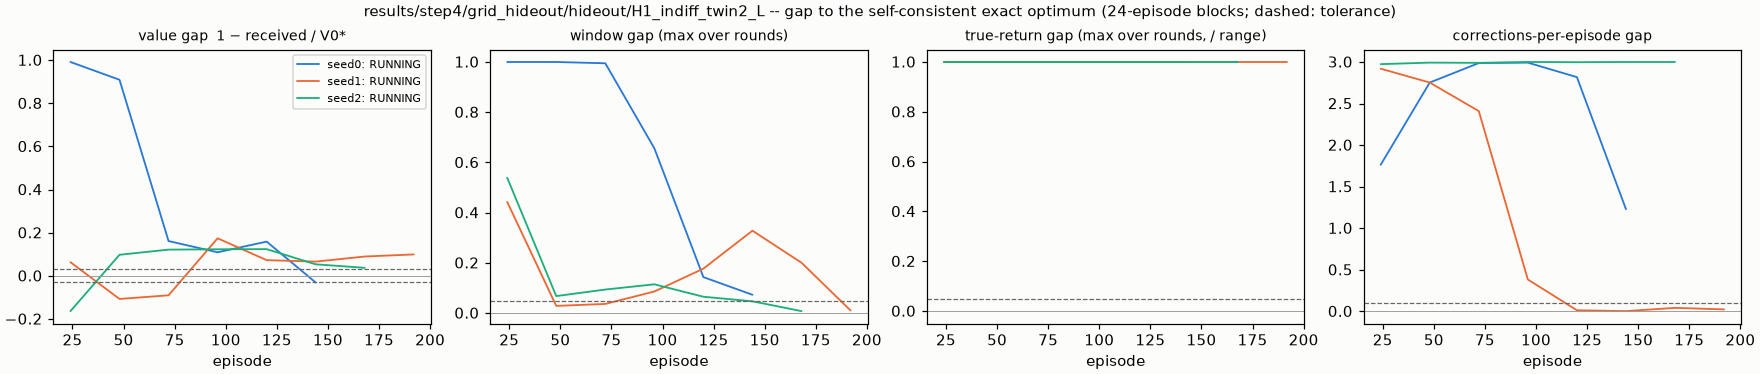 results/step4/grid_hideout/hideout/H1_indiff_twin2_L -- gap to the self-consistent exact optimum (24-episode blocks; dashed: tolerance)
value gap 1 − received / V0*
1.0
0.8
0.6
0.4
0.2
0.0
−0.2
seed0: RUNNING
seed1: RUNNING
seed2: RUNNING
25 50 75 100 125 150 175 200
episode
window gap (max over rounds)
1.0
0.8
0.6
0.4
0.2
0.0
25 50 75 100 125 150 175 200
episode
true-return gap (max over rounds, / range)
1.0
0.8
0.6
0.4
0.2
0.0
25 50 75 100 125 150 175 200
episode
corrections-per-episode gap
3.0
2.5
2.0
1.5
1.0
0.5
0.0
25 50 75 100 125 150 175 200
episode